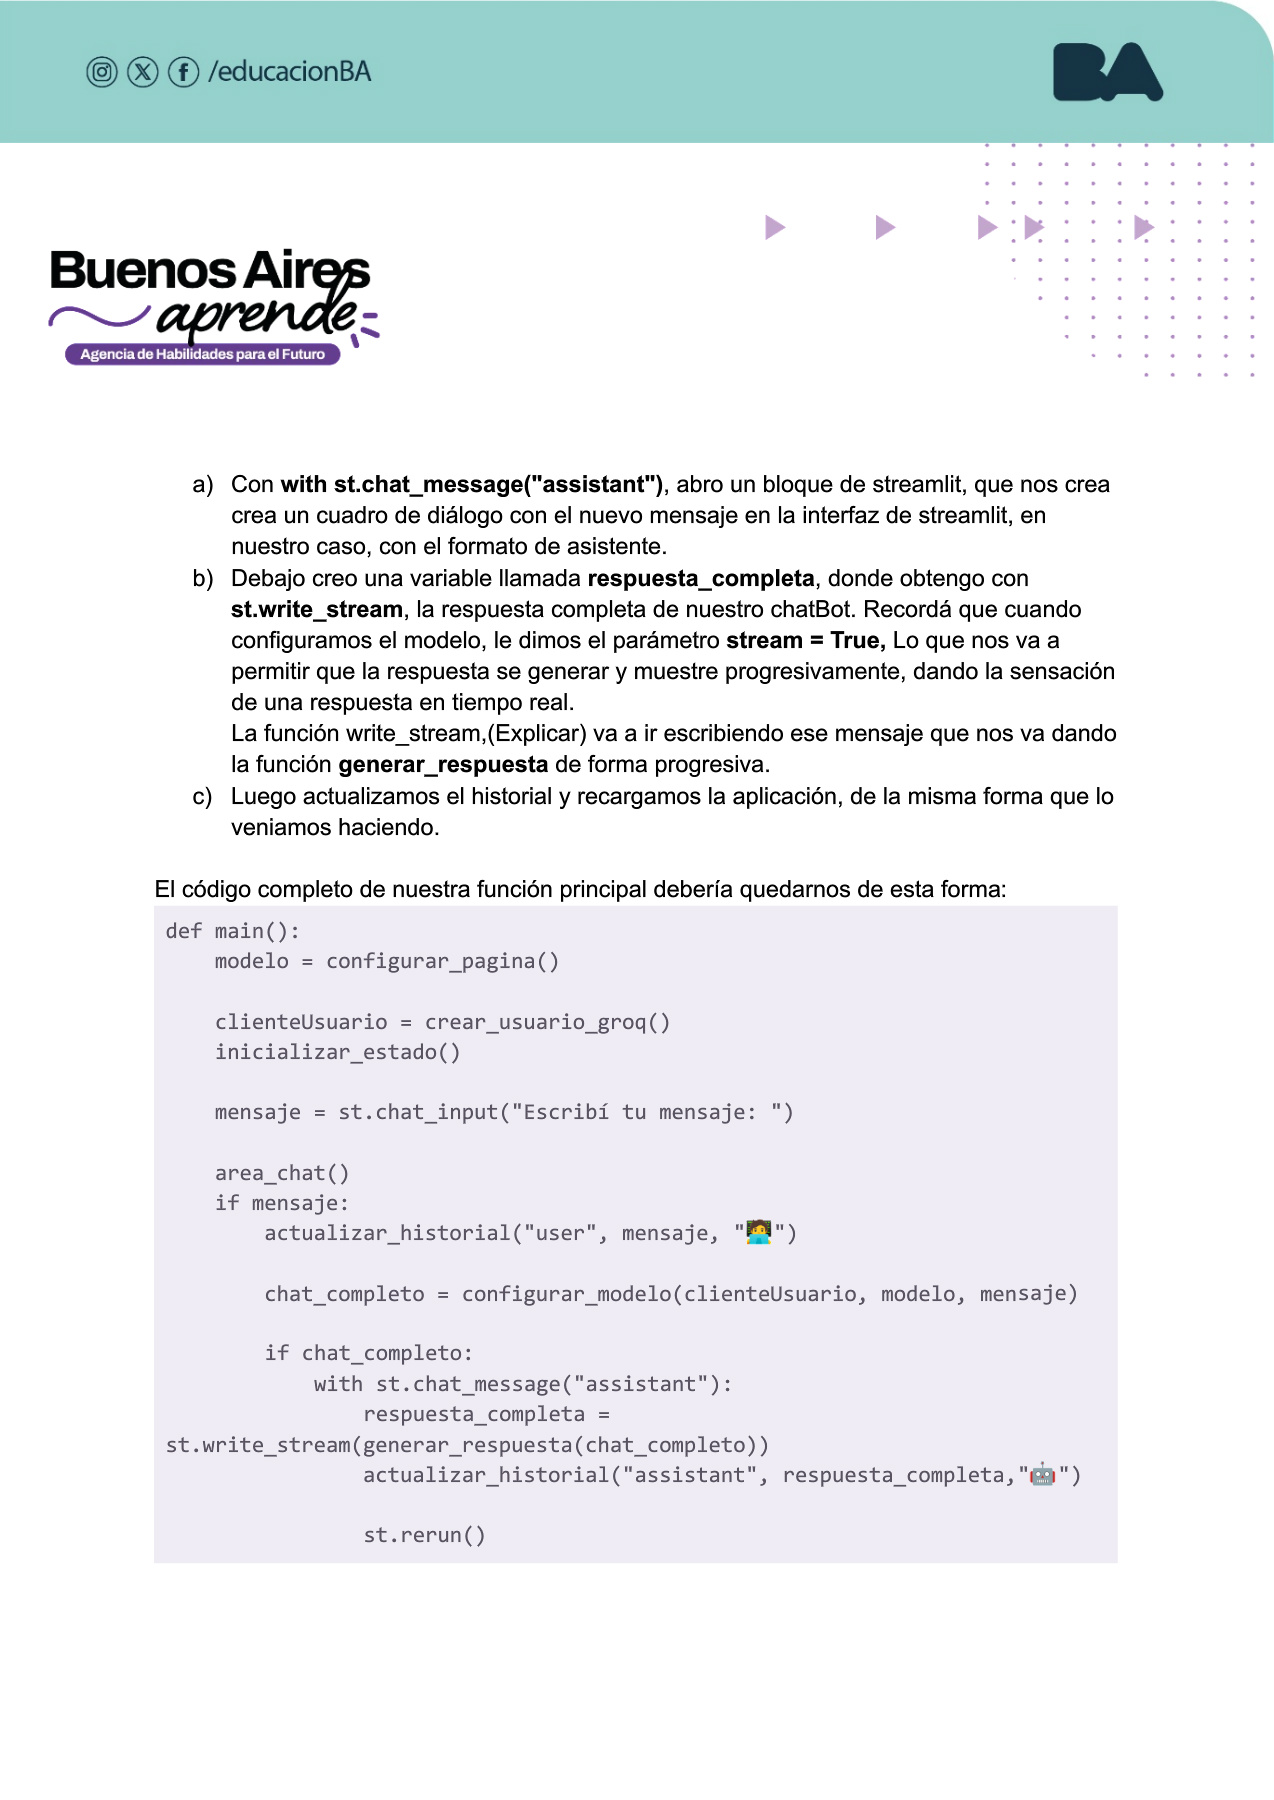 /educacionBA
BA
Buenos Aires
aprende
Agencia de Habilidades para el Futuro
a) Con with st.chat_message("assistant"), abro un bloque de streamlit, que nos crea
crea un cuadro de diálogo con el nuevo mensaje en la interfaz de streamlit, en
nuestro caso, con el formato de asistente.
b) Debajo creo una variable llamada respuesta_completa, donde obtengo con
st.write_stream, la respuesta completa de nuestro chatBot. Recordá que cuando
configuramos el modelo, le dimos el parámetro stream = True, Lo que nos va a
permitir que la respuesta se generar y muestre progresivamente, dando la sensación
de una respuesta en tiempo real.
La función write_stream,(Explicar) va a ir escribiendo ese mensaje que nos va dando
la función generar_respuesta de forma progresiva.
c) Luego actualizamos el historial y recargamos la aplicación, de la misma forma que lo
veniamos haciendo.
El código completo de nuestra función principal debería quedarnos de esta forma:
def main():
    modelo = configurar_pagina()
    clienteUsuario = crear_usuario_groq()
    inicializar_estado()
    mensaje = st.chat_input("Escribí tu mensaje: ")
    area_chat()
    if mensaje:
        actualizar_historial("user", mensaje, "🧑‍💻")
        chat_completo = configurar_modelo(clienteUsuario, modelo, mensaje)
        if chat_completo:
            with st.chat_message("assistant"):
                respuesta_completa =
st.write_stream(generar_respuesta(chat_completo))
                actualizar_historial("assistant", respuesta_completa,"🤖")
                st.rerun()